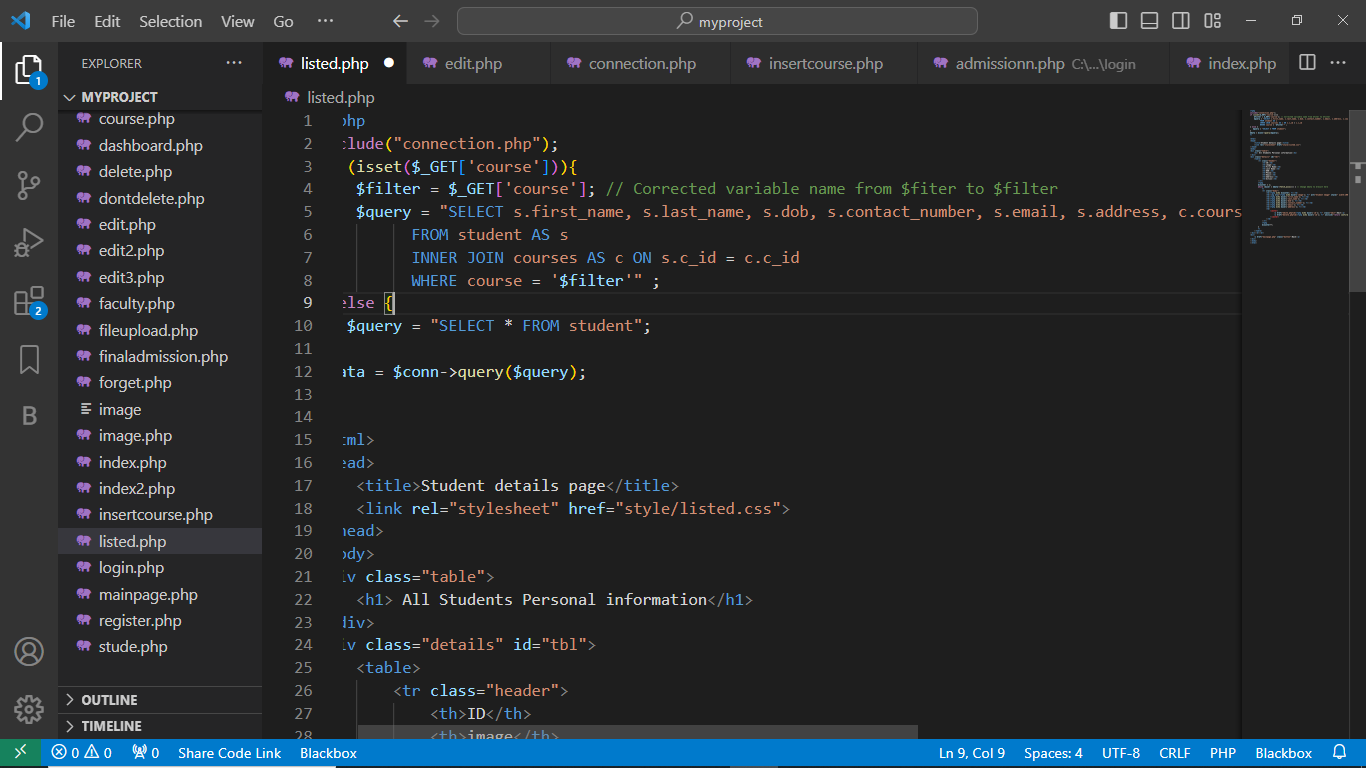 File Edit Selection View Go ··· myproject
EXPLORER ···
listed.php edit.php connection.php insertcourse.php admissionn.php C:\...\login index.php ···
MYPROJECT
listed.php
course.php
dashboard.php
delete.php
dontdelete.php
edit.php
edit2.php
edit3.php
faculty.php
fileupload.php
finaladmission.php
forget.php
image
image.php
index.php
index2.php
insertcourse.php
listed.php
login.php
mainpage.php
register.php
stude.php
OUTLINE
TIMELINE
1
2
B
1 php
2 clude("connection.php");
3 (isset($_GET['course'])){
4 $filter = $_GET['course']; // Corrected variable name from $fiter to $filter
5 $query = "SELECT s.first_name, s.last_name, s.dob, s.contact_number, s.email, s.address, c.cours
6 FROM student AS s
7 INNER JOIN courses AS c ON s.c_id = c.c_id
8 WHERE course = '$filter'" ;
9 else {
10 $query = "SELECT * FROM student";
11
12 ata = $conn->query($query);
13
14
15 tml>
16 ead>
17 <title>Student details page</title>
18 <link rel="stylesheet" href="style/listed.css">
19 head>
20 ody>
21 iv class="table">
22 <h1> All Students Personal information</h1>
23 div>
24 iv class="details" id="tbl">
25 <table>
26 <tr class="header">
27 <th>ID</th>
28 <th>image</th>
0 0 0 Share Code Link Blackbox Ln 9, Col 9 Spaces: 4 UTF-8 CRLF PHP Blackbox